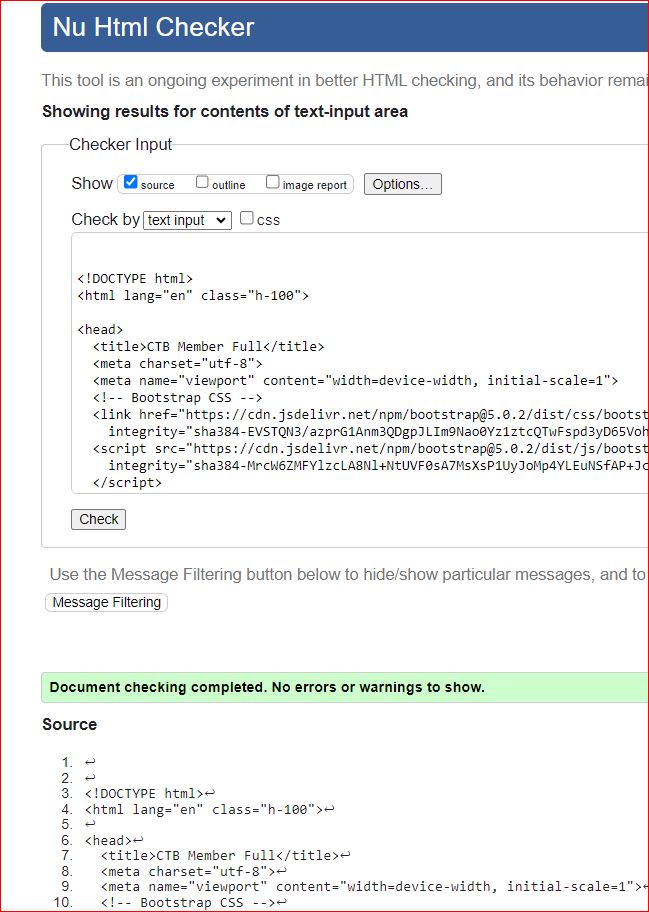 Nu Html Checker
This tool is an ongoing experiment in better HTML checking, and its behavior remai
Showing results for contents of text-input area
Checker Input
Show source outline image report Options...
Check by text input css
<!DOCTYPE html>
<html lang="en" class="h-100">
<head>
<title>CTB Member Full</title>
<meta charset="utf-8">
<meta name="viewport" content="width=device-width, initial-scale=1">
<!-- Bootstrap CSS -->
<link href="https://cdn.jsdelivr.net/npm/bootstrap@5.0.2/dist/css/bootst
integrity="sha384-EVSTQN3/azprG1Anm3QDgpJLIm9Nao0Yz1ztcQTwFspd3yD65Voh
<script src="https://cdn.jsdelivr.net/npm/bootstrap@5.0.2/dist/js/bootst
integrity="sha384-MrcW6ZMFYlzcLA8Nl+NtUVF0sA7MsXsP1UyJoMp4YLEuNSfAP+Jc
</script>
Check
Use the Message Filtering button below to hide/show particular messages, and to
Message Filtering
Document checking completed. No errors or warnings to show.
Source
1. ↩
2. ↩
3. <!DOCTYPE html>↩
4. <html lang="en" class="h-100">↩
5. ↩
6. <head>↩
7. <title>CTB Member Full</title>↩
8. <meta charset="utf-8">↩
9. <meta name="viewport" content="width=device-width, initial-scale=1">↩
10. <!-- Bootstrap CSS -->↩